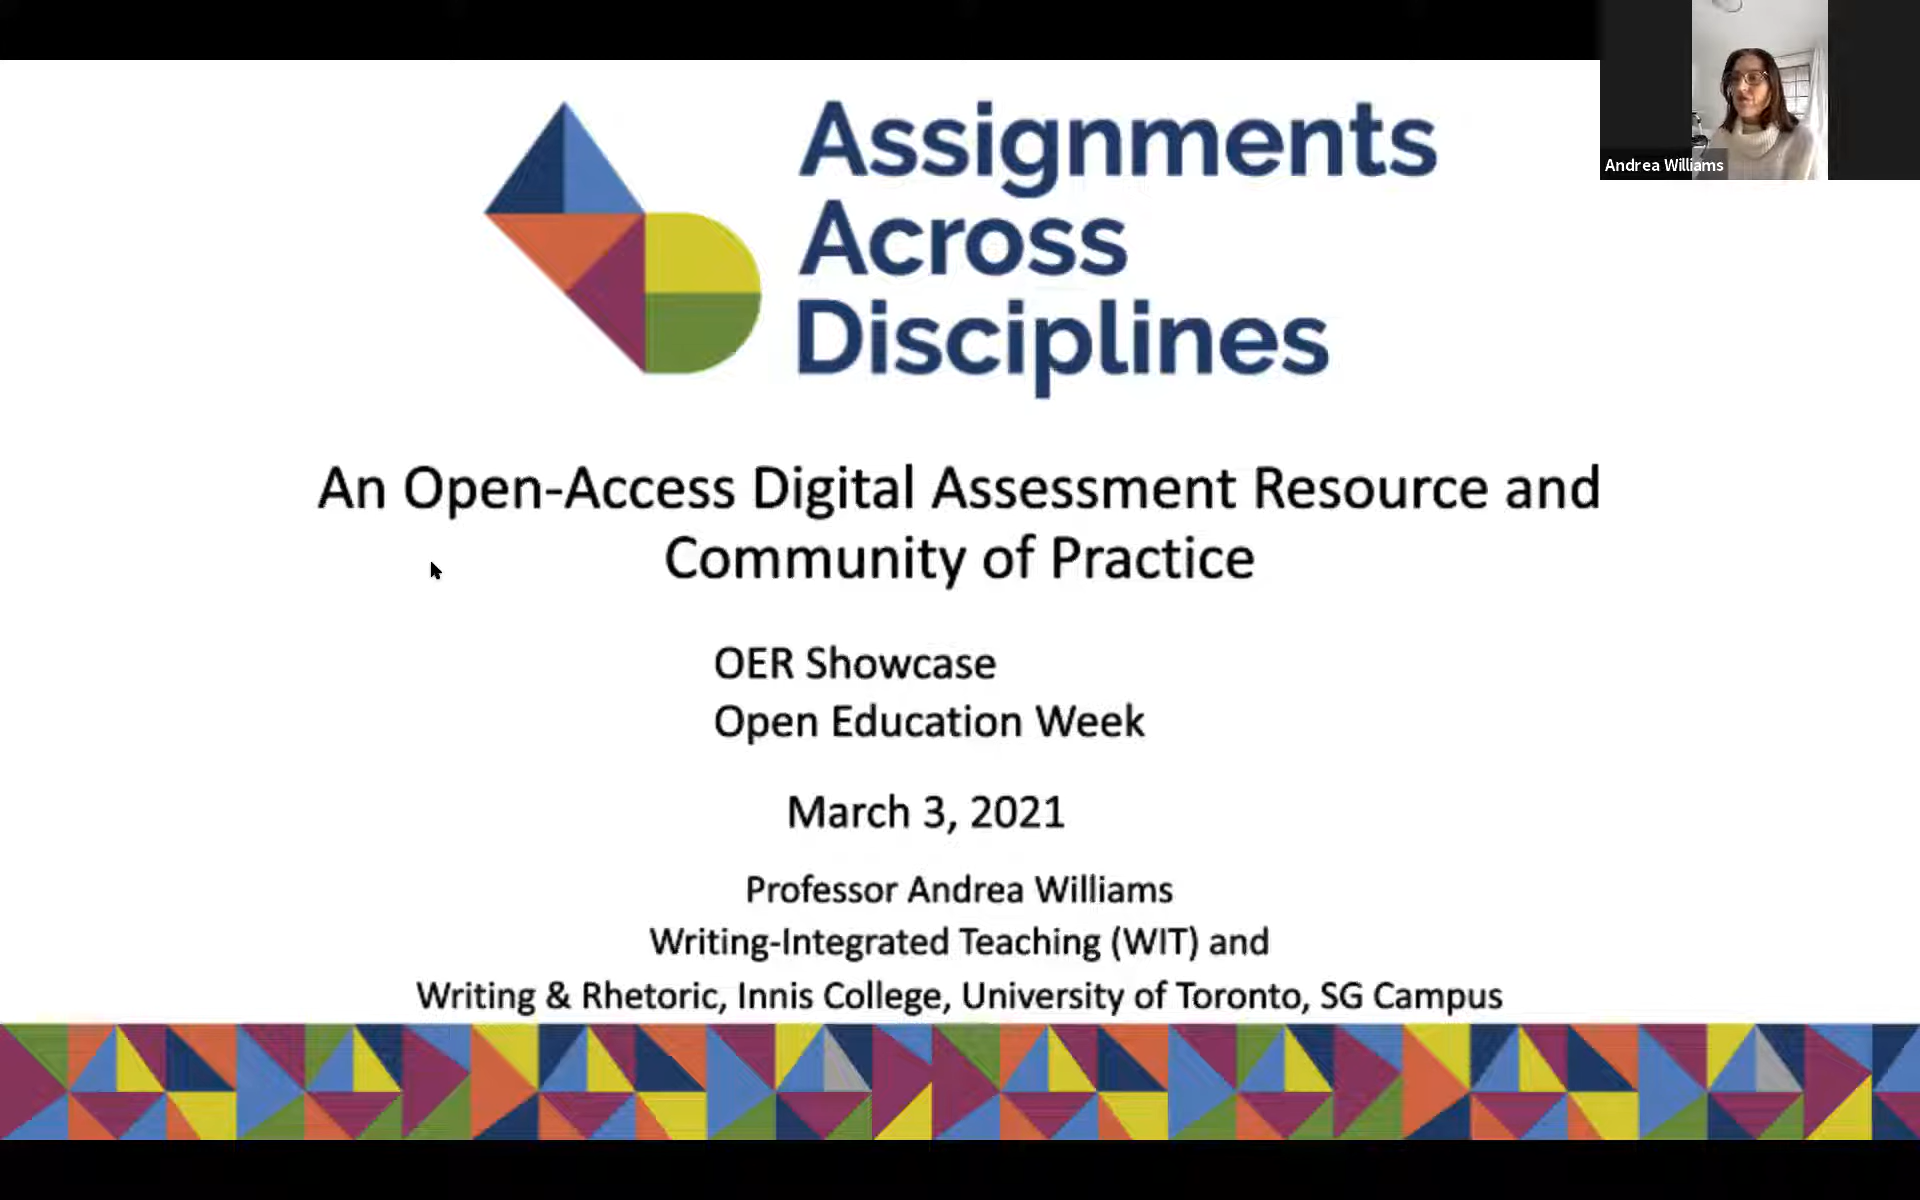 Assignments
Across
Disciplines
Andrea Williams
An Open-Access Digital Assessment Resource and
Community of Practice
OER Showcase
Open Education Week
March 3, 2021
Professor Andrea Williams
Writing-Integrated Teaching (WIT) and
Writing & Rhetoric, Innis College, University of Toronto, SG Campus